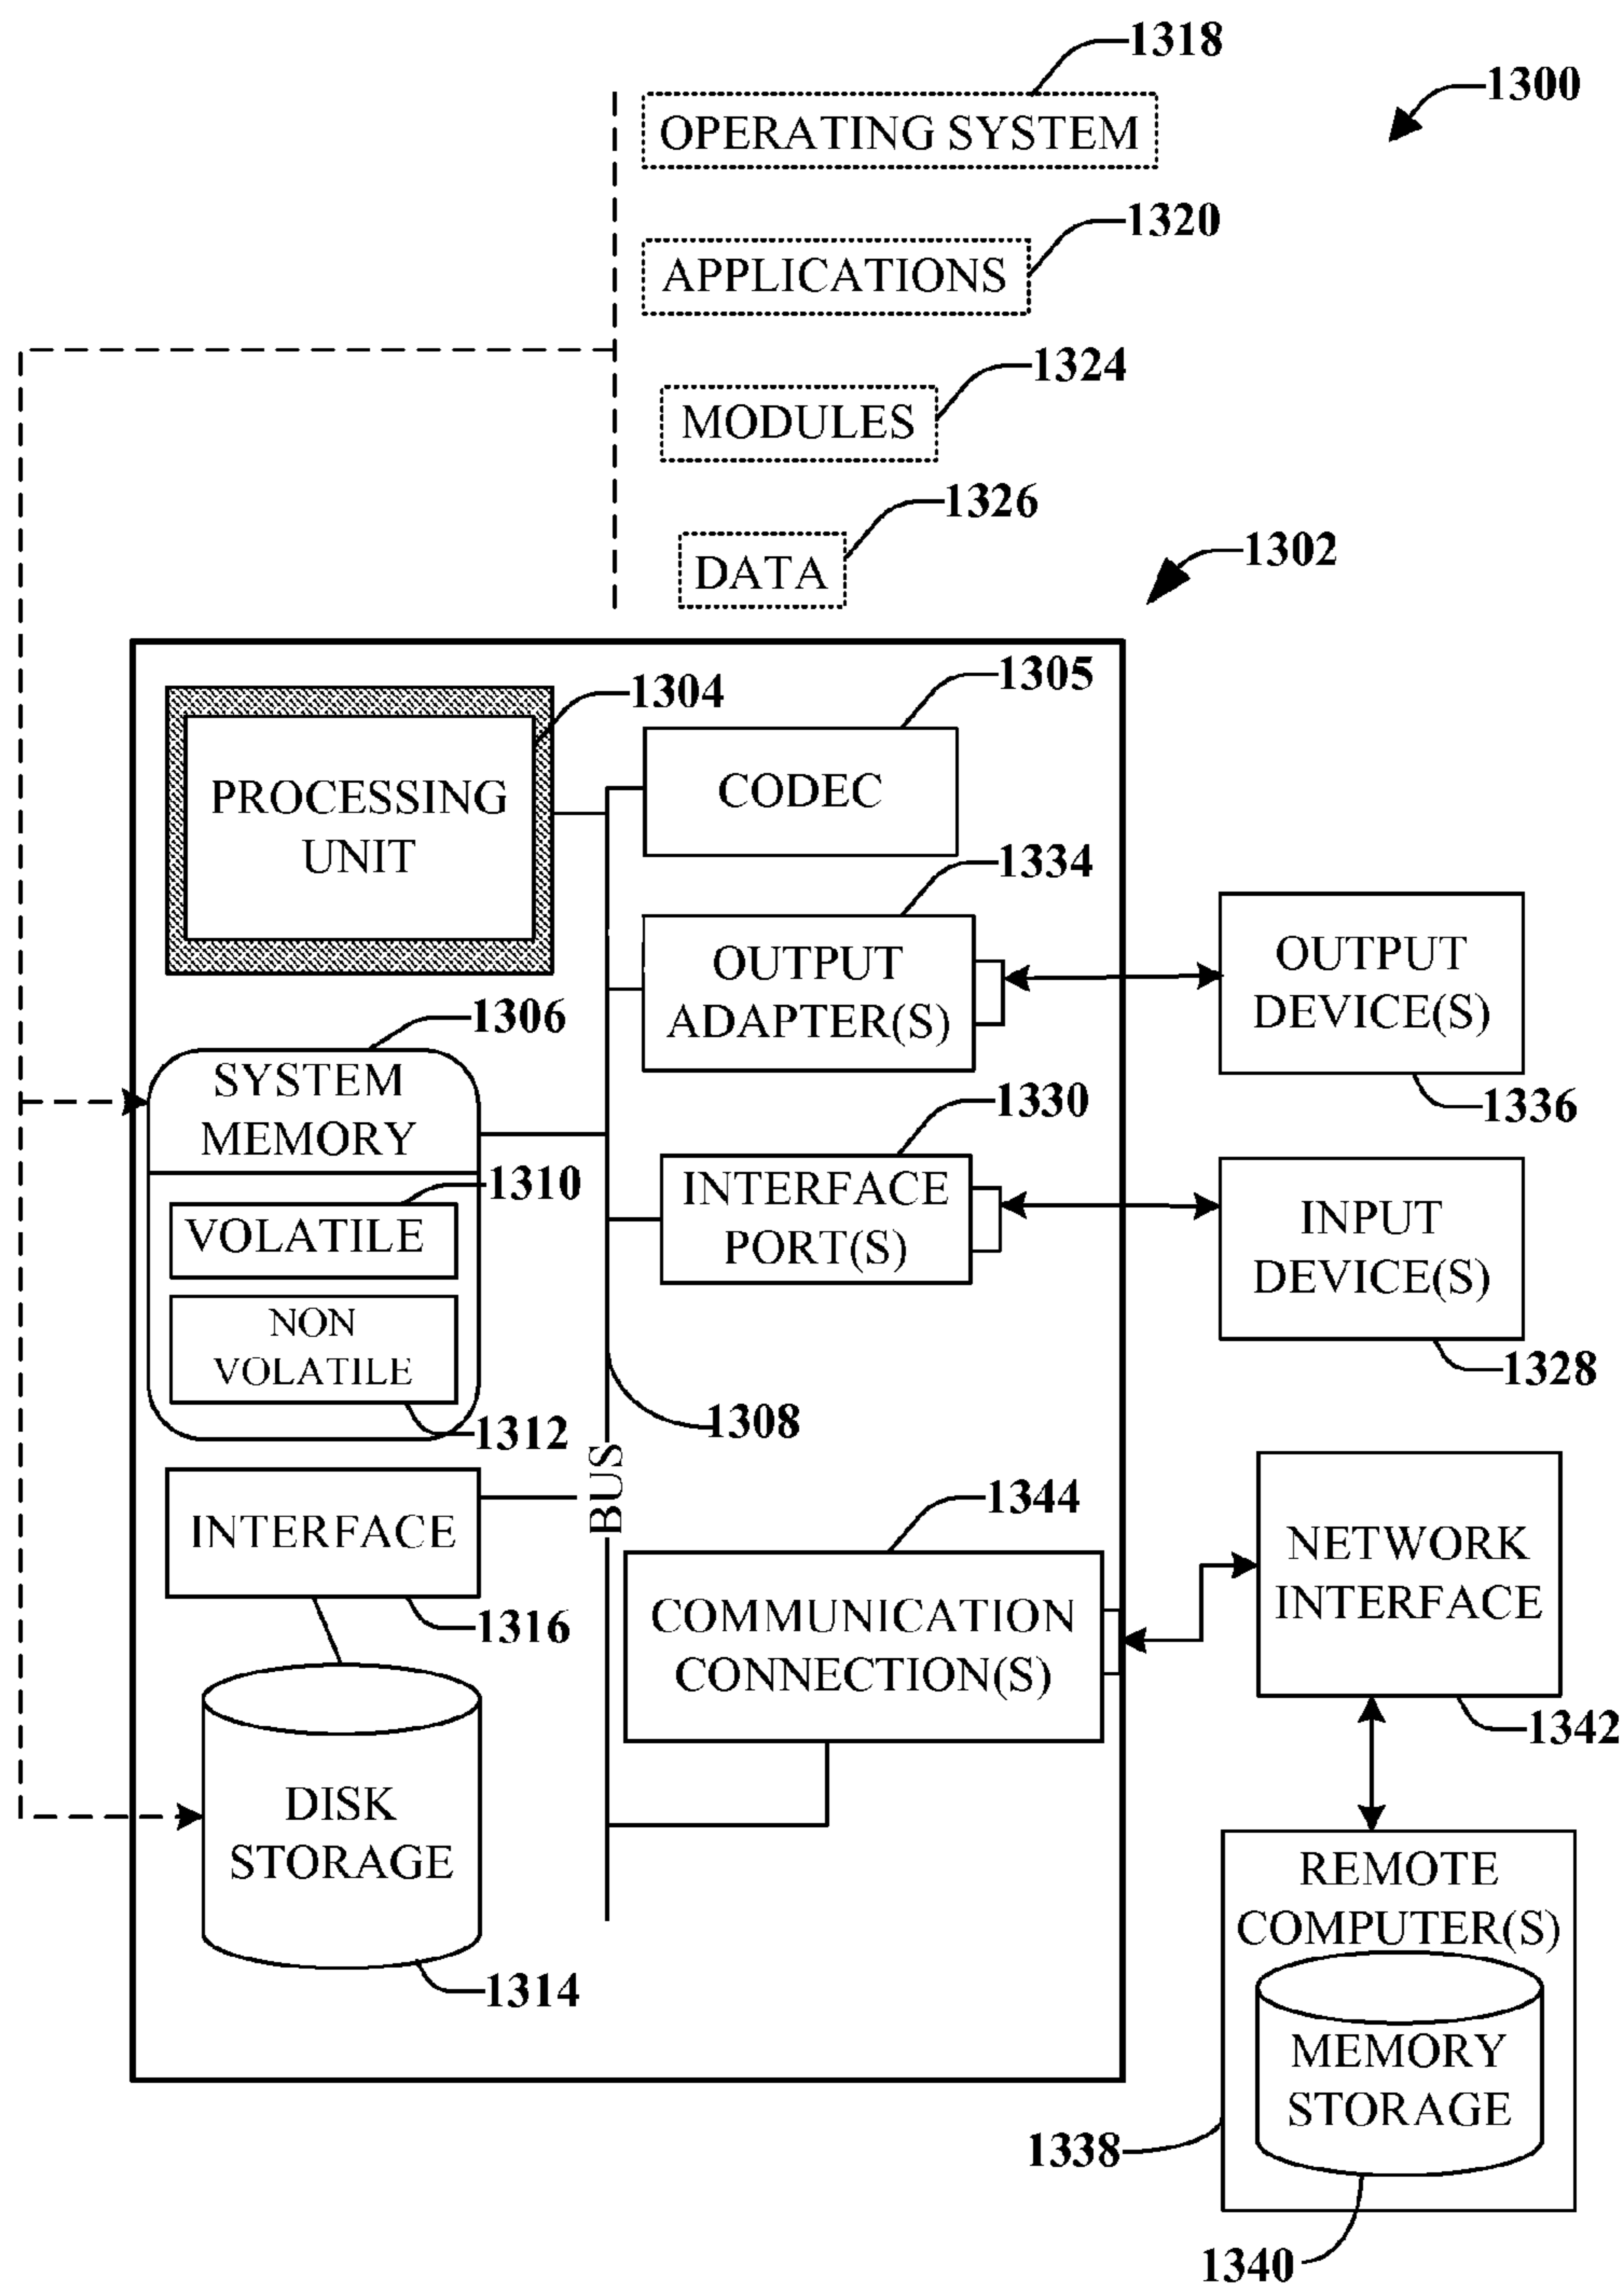 1318
1300
OPERATING SYSTEM
1320
APPLICATIONS
1324
MODULES
1326
DATA
1302
1304
1305
PROCESSING
UNIT
CODEC
1334
OUTPUT
ADAPTER(S)
OUTPUT
DEVICE(S)
1336
1306
SYSTEM
MEMORY
1310
VOLATILE
NON
VOLATILE
1312
1330
INTERFACE
PORT(S)
INPUT
DEVICE(S)
1328
1308
BUS
INTERFACE
1316
1344
COMMUNICATION
CONNECTION(S)
NETWORK
INTERFACE
1342
DISK
STORAGE
1314
REMOTE
COMPUTER(S)
MEMORY
STORAGE
1338
1340